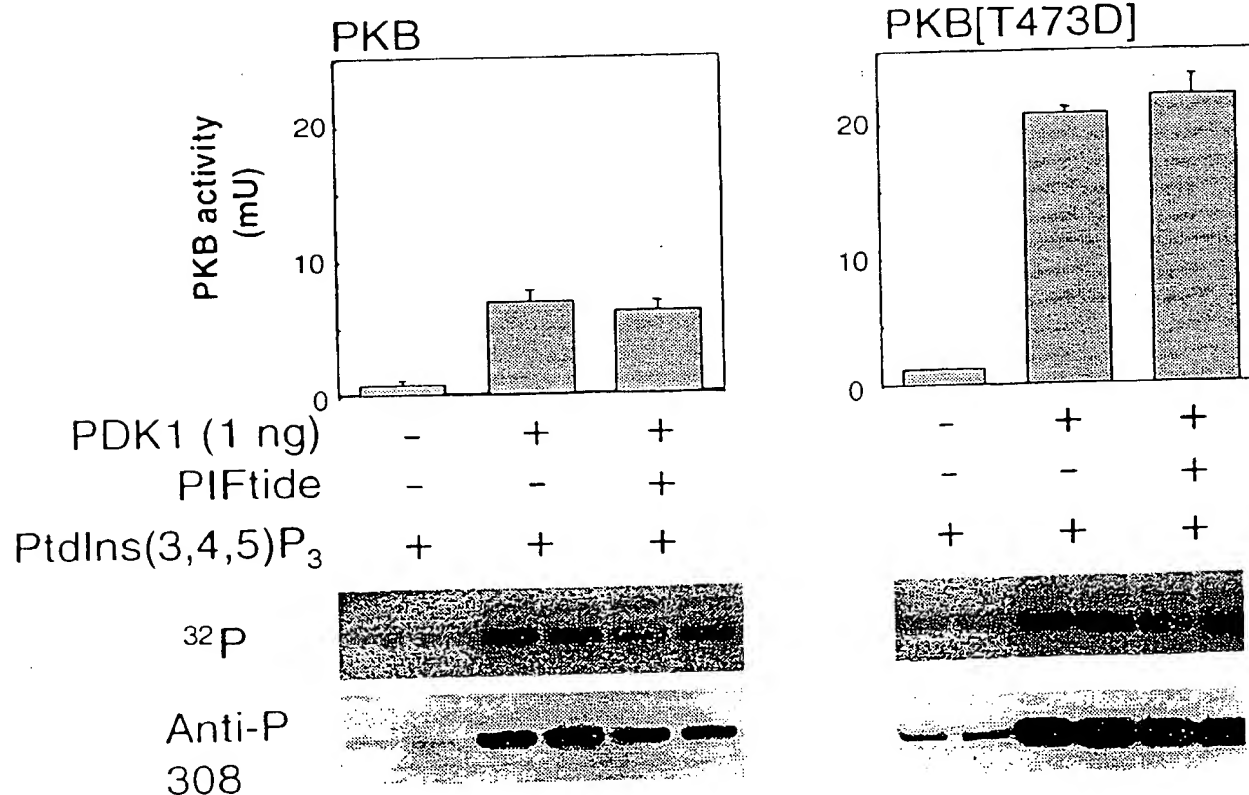 PKB
PKB[T473D]
PKB activity
(mU)
20
10
0
20
10
0
PDK1 (1 ng) - + + - + +
PIFtide - - + - - +
PtdIns(3,4,5)P3 + + + + + +
32P
Anti-P
308